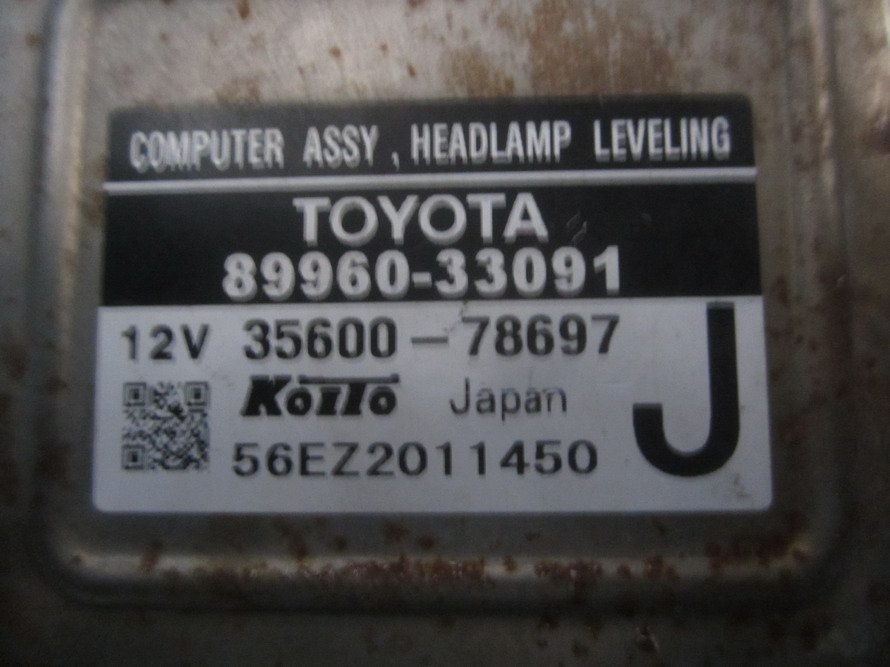 COMPUTER ASSY , HEADLAMP LEVELING
TOYOTA
89960-33091
12V 35600-78697
KOITO Japan
56EZ2011450
J